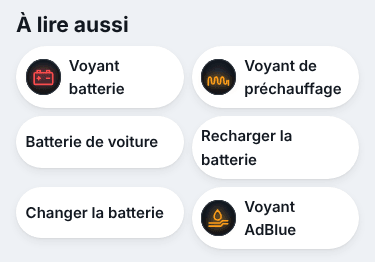 À lire aussi
Voyant
batterie
Voyant de
préchauffage
Batterie de voiture
Recharger la
batterie
Changer la batterie
Voyant
AdBlue